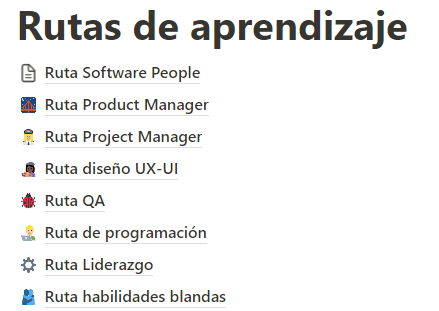 Rutas de aprendizaje
Ruta Software People
Ruta Product Manager
Ruta Project Manager
Ruta diseño UX-UI
Ruta QA
Ruta de programación
Ruta Liderazgo
Ruta habilidades blandas